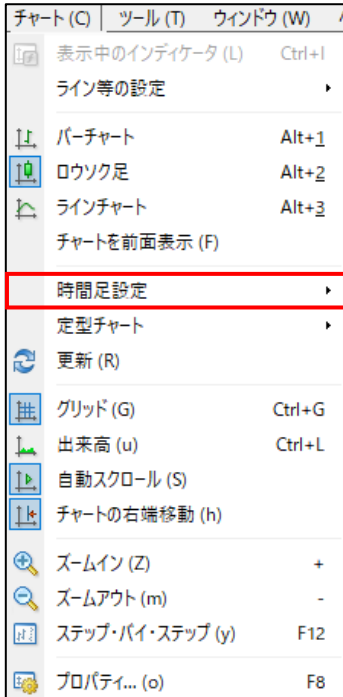 チャート (C) ツール (T) ウィンドウ (W)
表示中のインディケータ (L) Ctrl+I
ライン等の設定
バーチャート Alt+1
ロウソク足 Alt+2
ラインチャート Alt+3
チャートを前面表示 (F)
時間足設定
定型チャート
更新 (R)
グリッド (G) Ctrl+G
出来高 (u) Ctrl+L
自動スクロール (S)
チャートの右端移動 (h)
ズームイン (Z) +
ズームアウト (m) -
ステップ・バイ・ステップ (y) F12
プロパティ... (o) F8